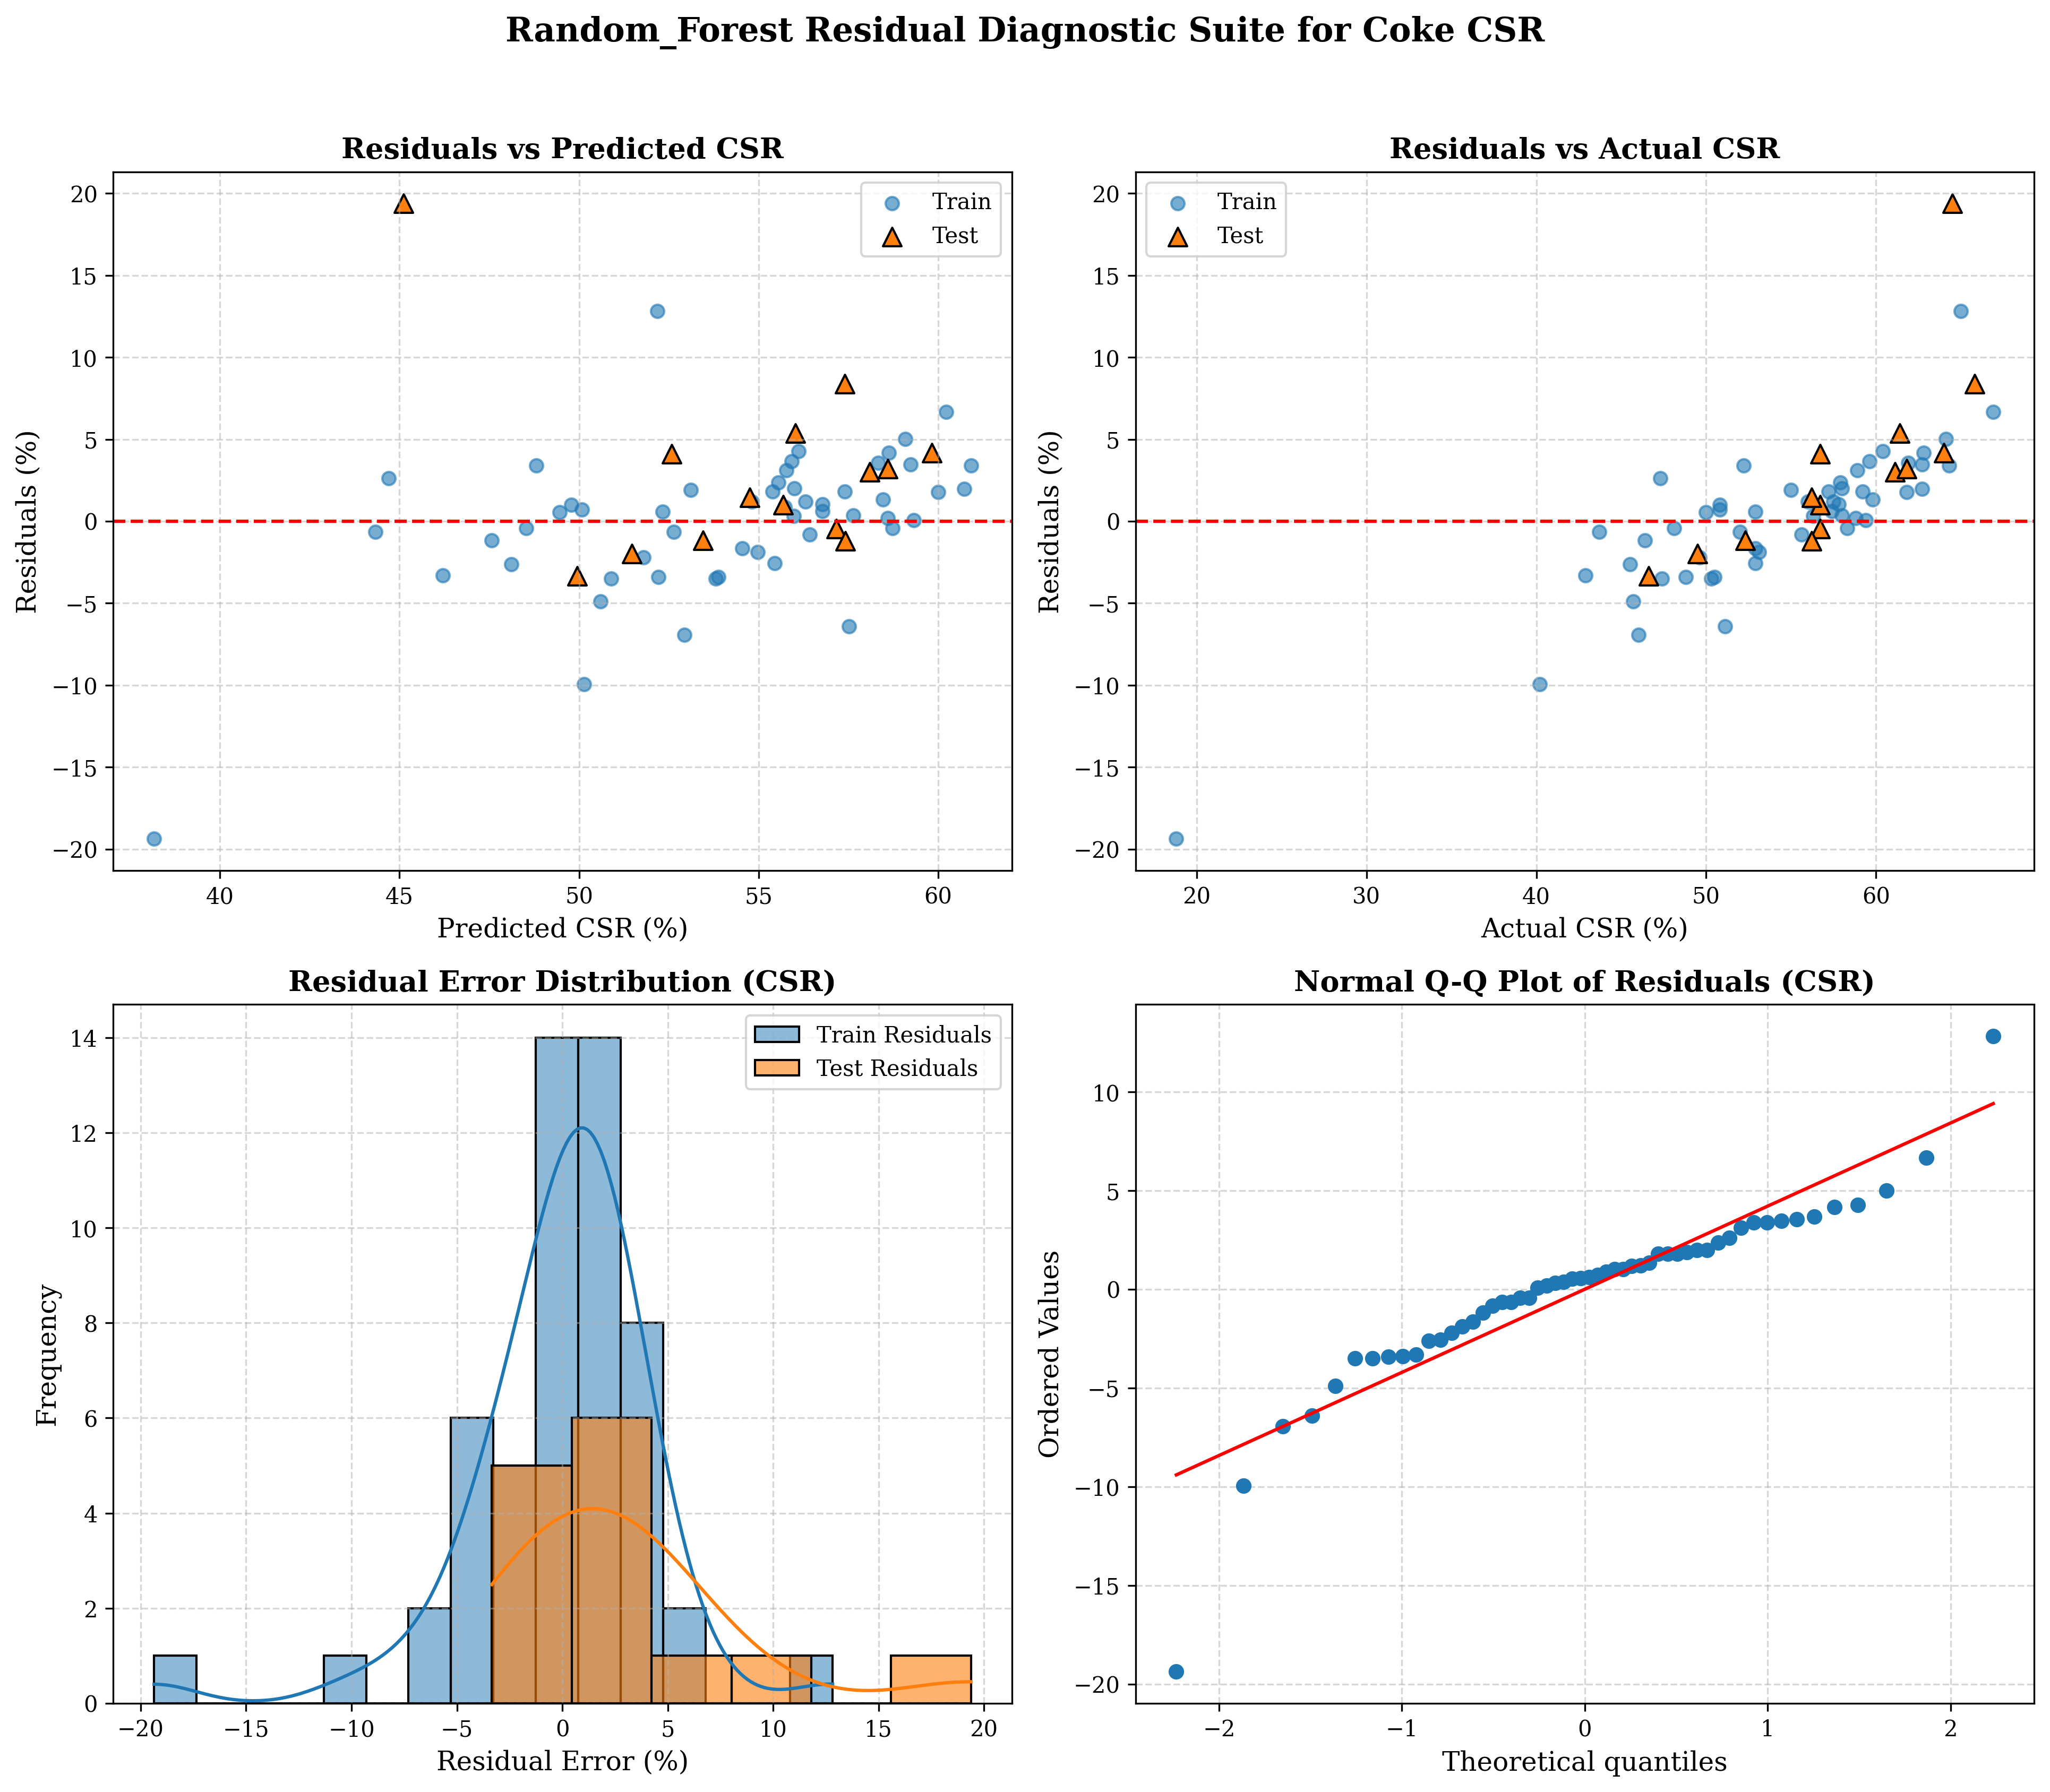 Random_Forest Residual Diagnostic Suite for Coke CSR
Residuals vs Predicted CSR
20
15
10
5
0
−5
−10
−15
−20
Residuals (%)
Train
Test
40 45 50 55 60
Predicted CSR (%)
Residuals vs Actual CSR
20
15
10
5
0
−5
−10
−15
−20
Residuals (%)
Train
Test
20 30 40 50 60
Actual CSR (%)
Residual Error Distribution (CSR)
14
12
10
8
6
4
2
0
Frequency
Train Residuals
Test Residuals
−20 −15 −10 −5 0 5 10 15 20
Residual Error (%)
Normal Q-Q Plot of Residuals (CSR)
10
5
0
−5
−10
−15
−20
Ordered Values
−2 −1 0 1 2
Theoretical quantiles